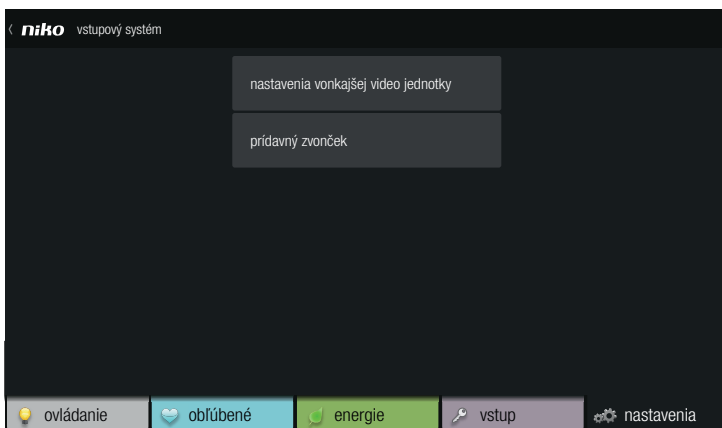 niko vstupový systém
nastavenia vonkajšej video jednotky
prídavný zvonček
ovládanie obľúbené energie vstup nastavenia